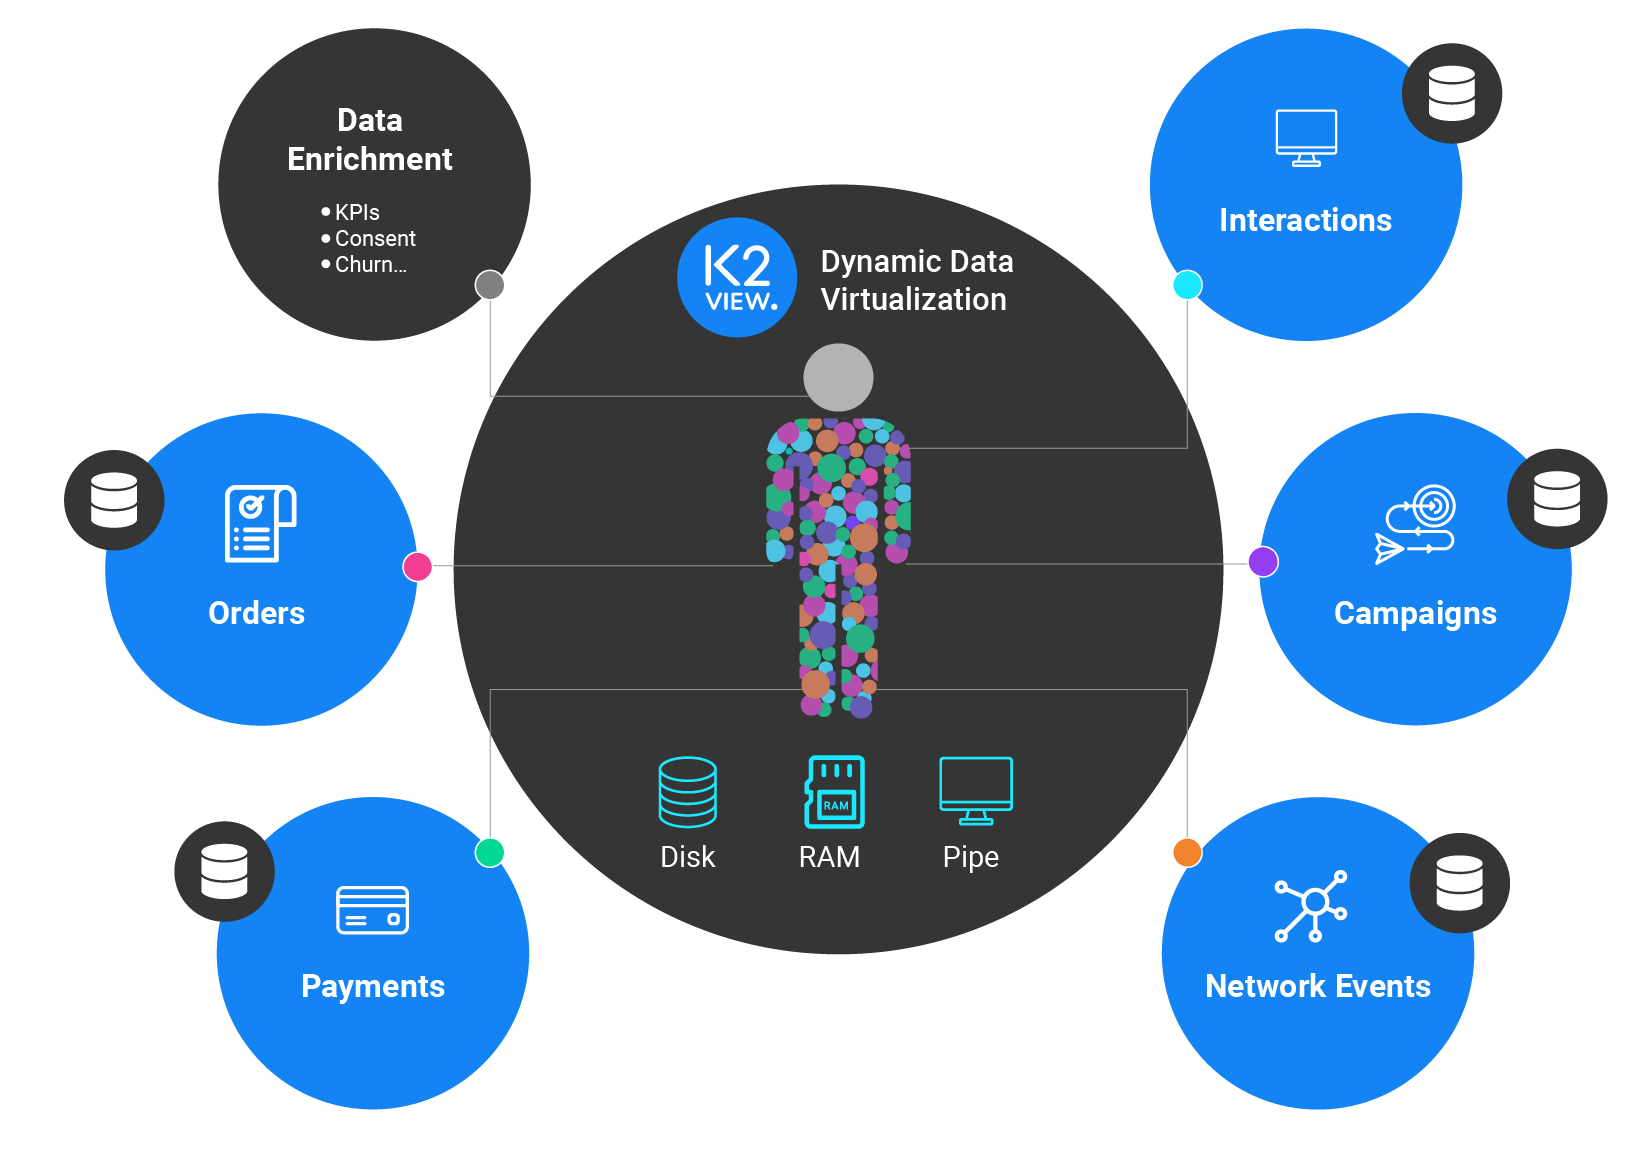 Data
Enrichment
• KPIs
• Consent
• Churn...
K2
VIEW.
Dynamic Data
Virtualization
Interactions
Orders
Campaigns
RAM
Disk
RAM
Pipe
Payments
Network Events